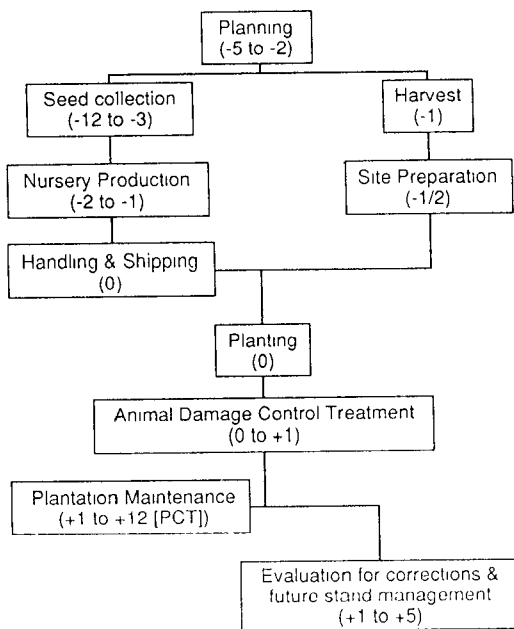 Planning
(-5 to -2)
Seed collection
(-12 to -3)
Harvest
(-1)
Nursery Production
(-2 to -1)
Site Preparation
(-1/2)
Handling & Shipping
(0)
Planting
(0)
Animal Damage Control Treatment
(0 to +1)
Plantation Maintenance
(+1 to +12 [PCT])
Evaluation for corrections &
future stand management
(+1 to +5)